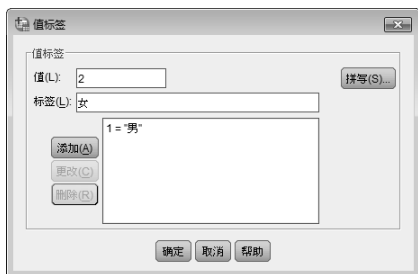 值标签
值标签
值(L): 2
拼写(S)...
标签(L): 女
1 = "男"
添加(A)
更改(C)
删除(R)
确定 取消 帮助